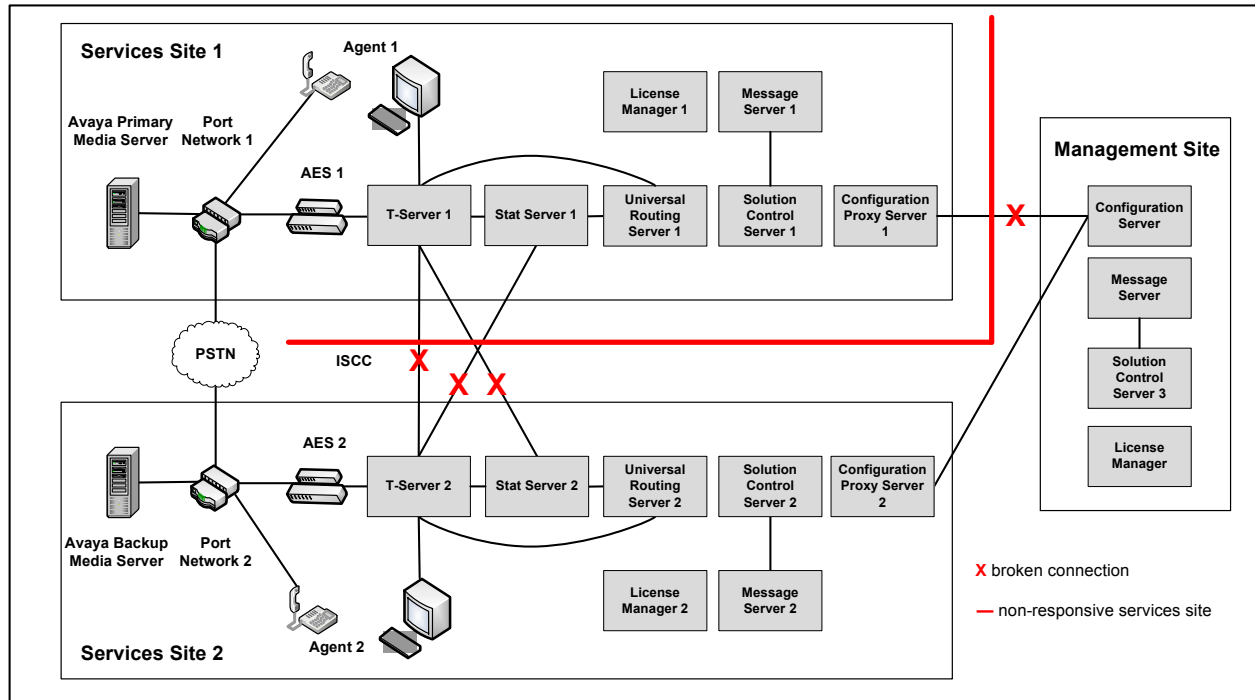 Services Site 1
Agent 1
Avaya Primary
Media Server
Port
Network 1
AES 1
License
Manager 1
Message
Server 1
T-Server 1
Stat Server 1
Universal
Routing
Server 1
Solution
Control
Server 1
Configuration
Proxy Server
1
Management Site
Configuration
Server
Message
Server
Solution
Control
Server 3
License
Manager
X
PSTN
ISCC
X
X
X
AES 2
Avaya Backup
Media Server
Port
Network 2
T-Server 2
Stat Server 2
Universal
Routing
Server 2
Solution
Control
Server 2
Configuration
Proxy Server
2
License
Manager 2
Message
Server 2
Agent 2
Services Site 2
X broken connection
non-responsive services site